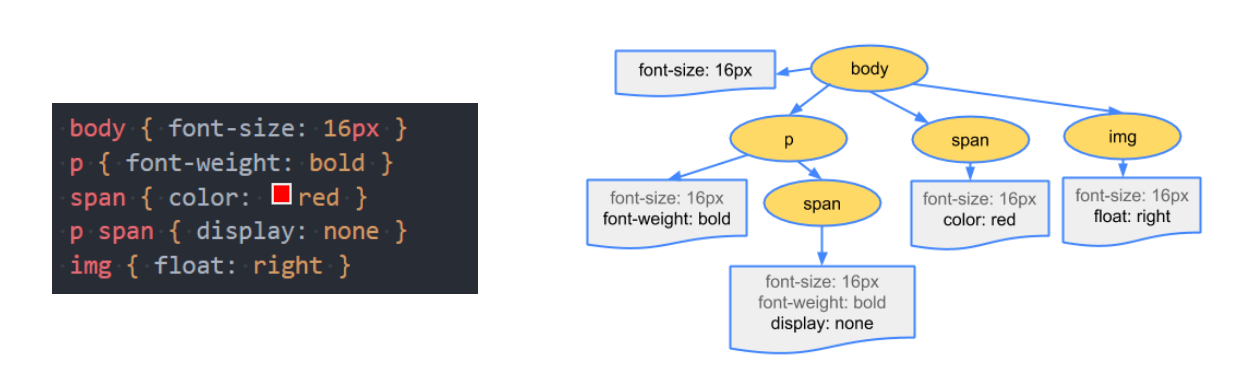 body { font-size: 16px }
p { font-weight: bold }
span { color: red }
p span { display: none }
img { float: right }
font-size: 16px
body
p
span
img
font-size: 16px
font-weight: bold
span
font-size: 16px
color: red
font-size: 16px
float: right
font-size: 16px
font-weight: bold
display: none